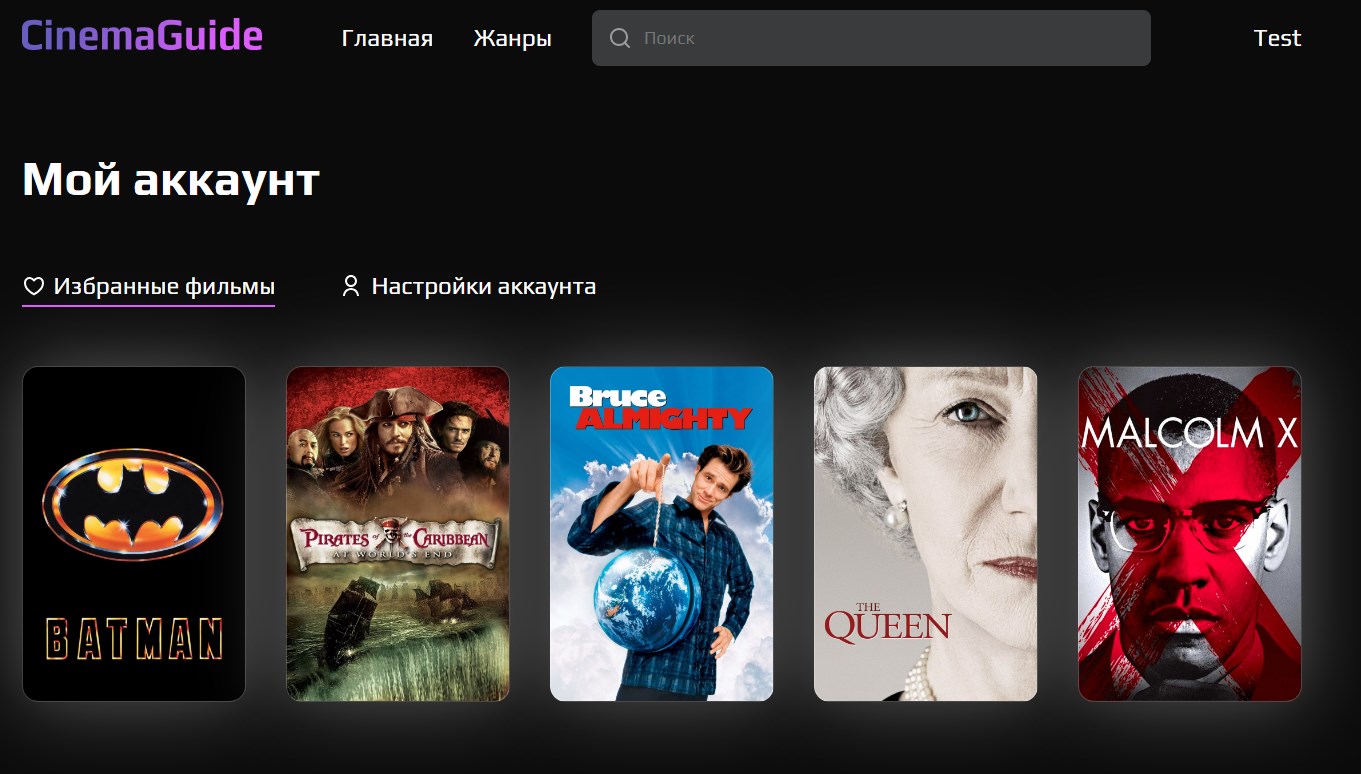 CinemaGuide
Главная
Жанры
Поиск
Test
Мой аккаунт
Избранные фильмы
Настройки аккаунта
BATMAN
PIRATES of the CARIBBEAN
AT WORLD'S END
Bruce
ALMIGHTY
THE
QUEEN
MALCOLM X